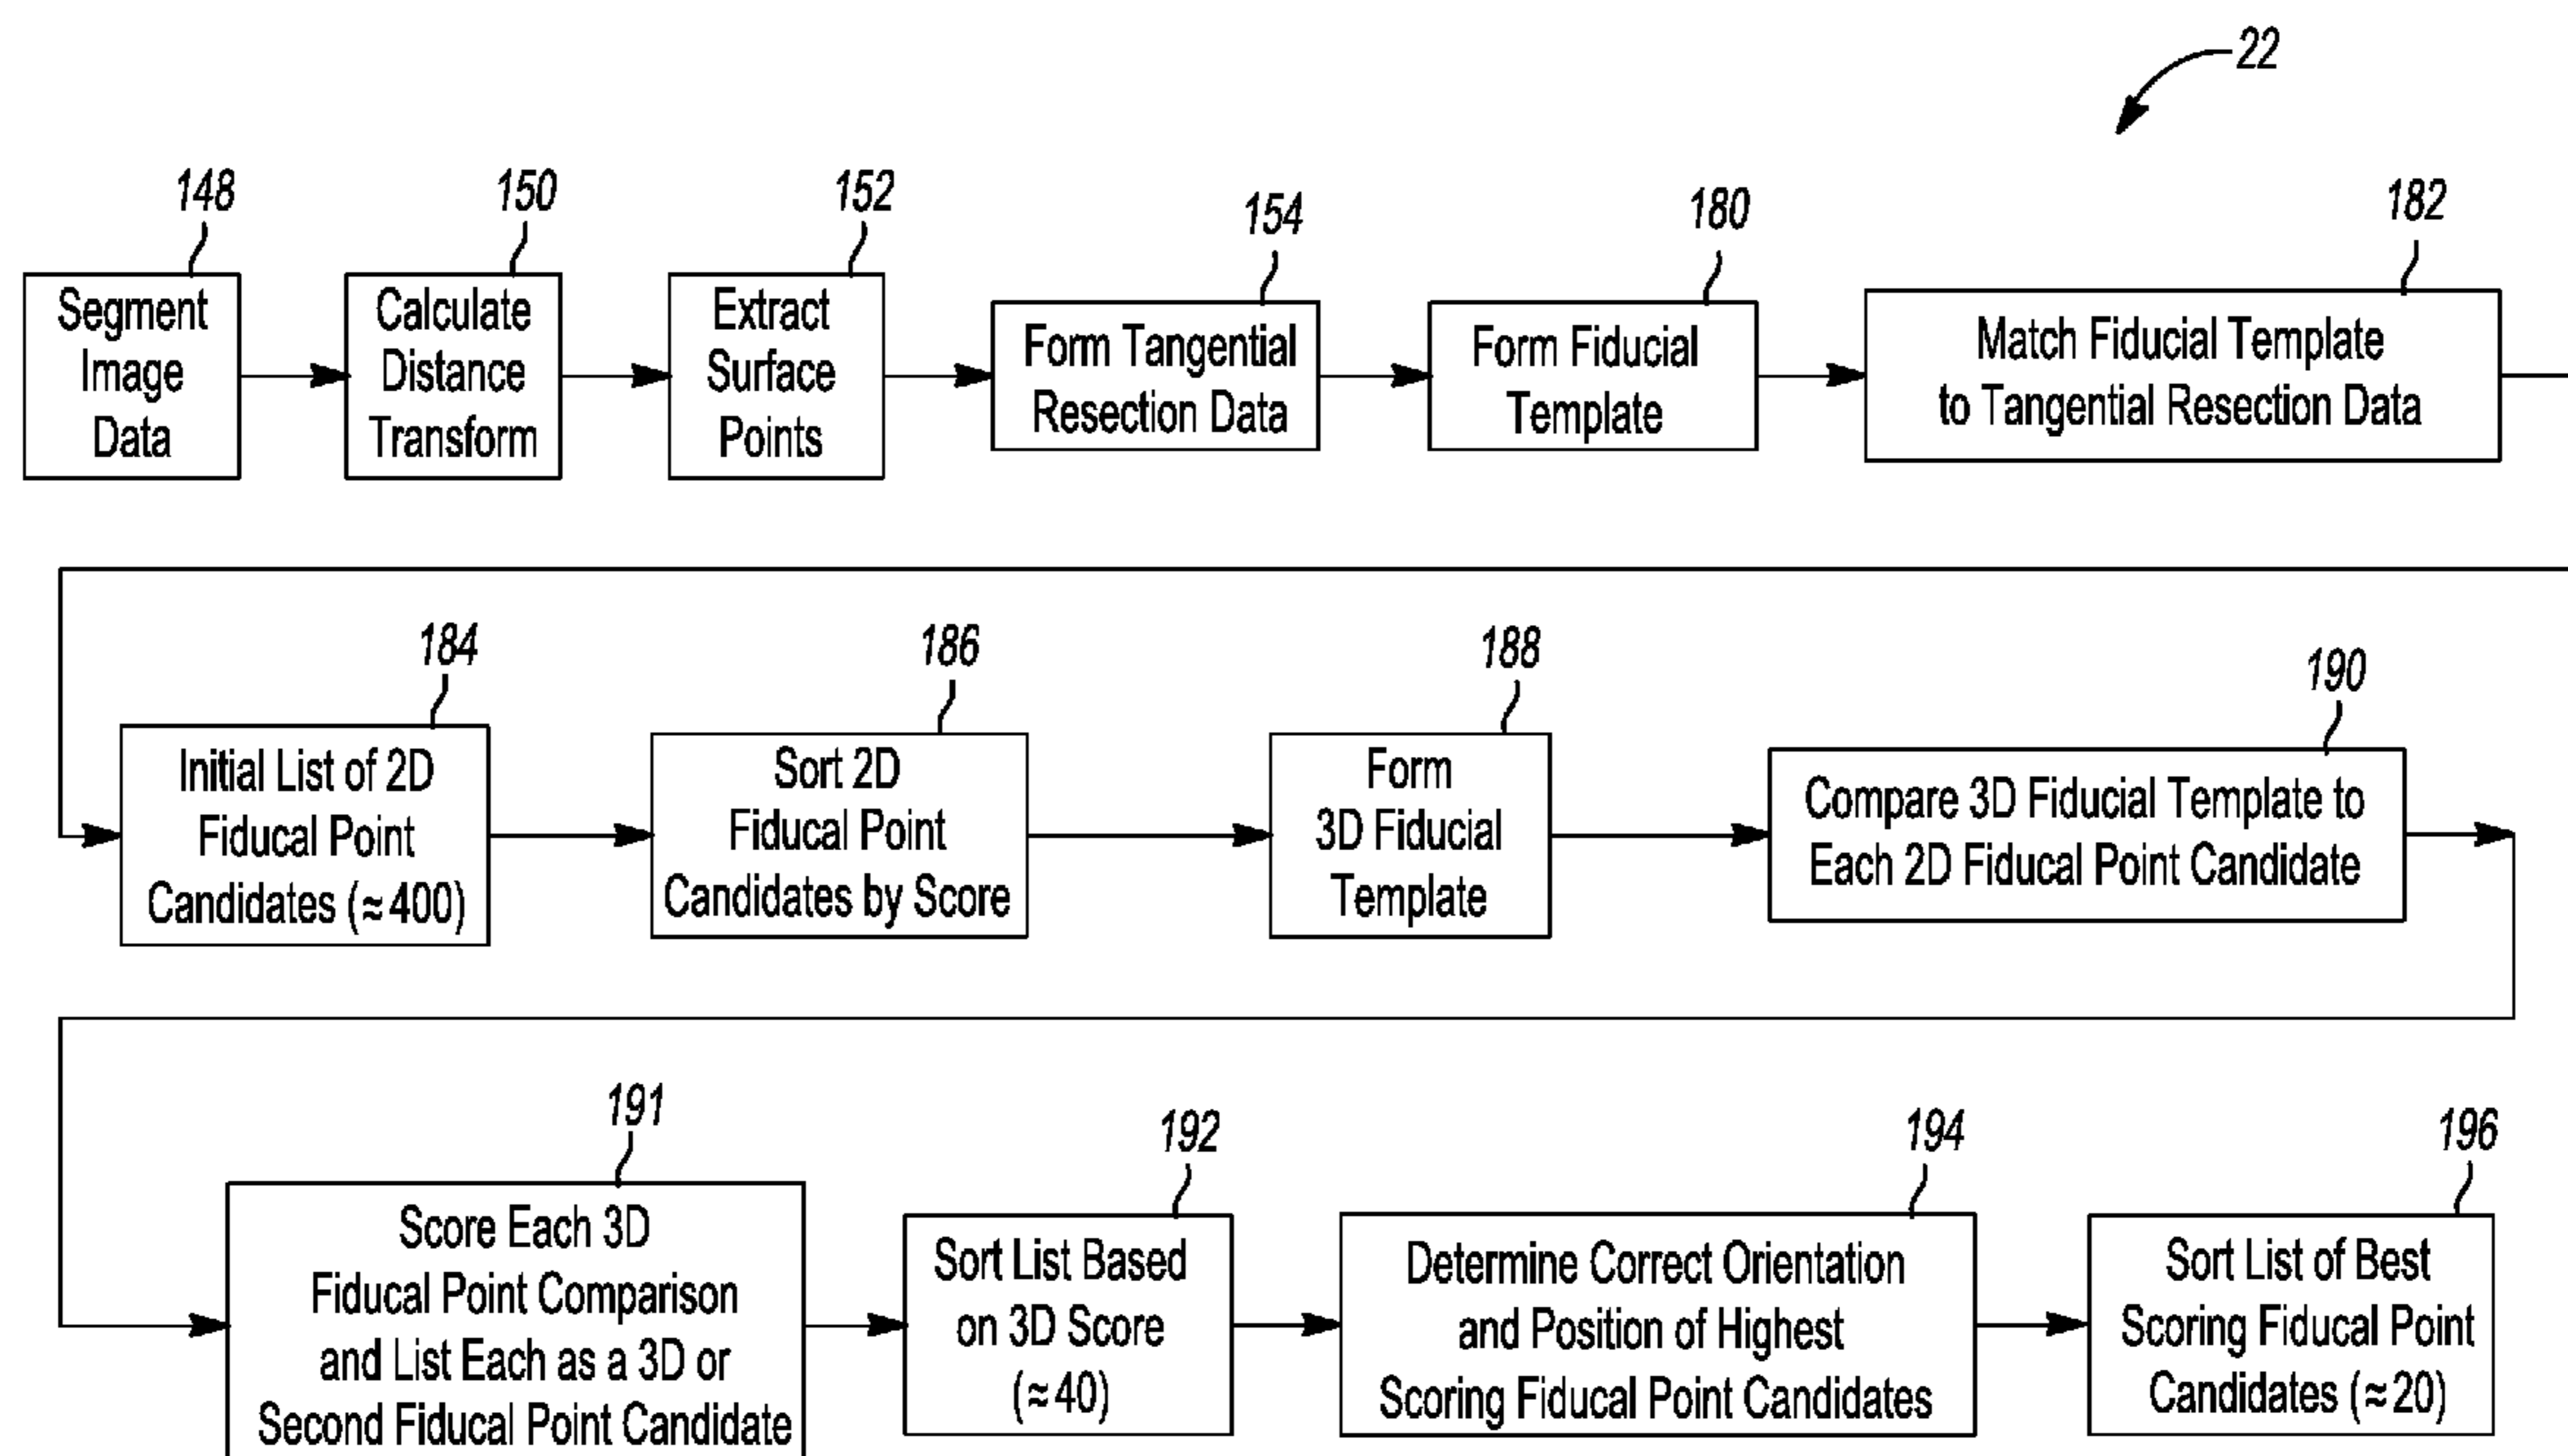 22
148
Segment
Image
Data
150
Calculate
Distance
Transform
152
Extract
Surface
Points
154
Form Tangential
Resection Data
180
Form Fiducial
Template
182
Match Fiducial Template
to Tangential Resection Data
184
Initial List of 2D
Fiducal Point
Candidates (≈400)
186
Sort 2D
Fiducal Point
Candidates by Score
188
Form
3D Fiducial
Template
190
Compare 3D Fiducial Template to
Each 2D Fiducal Point Candidate
191
Score Each 3D
Fiducal Point Comparison
and List Each as a 3D or
Second Fiducal Point Candidate
192
Sort List Based
on 3D Score
(≈40)
194
Determine Correct Orientation
and Position of Highest
Scoring Fiducal Point Candidates
196
Sort List of Best
Scoring Fiducal Point
Candidates (≈20)